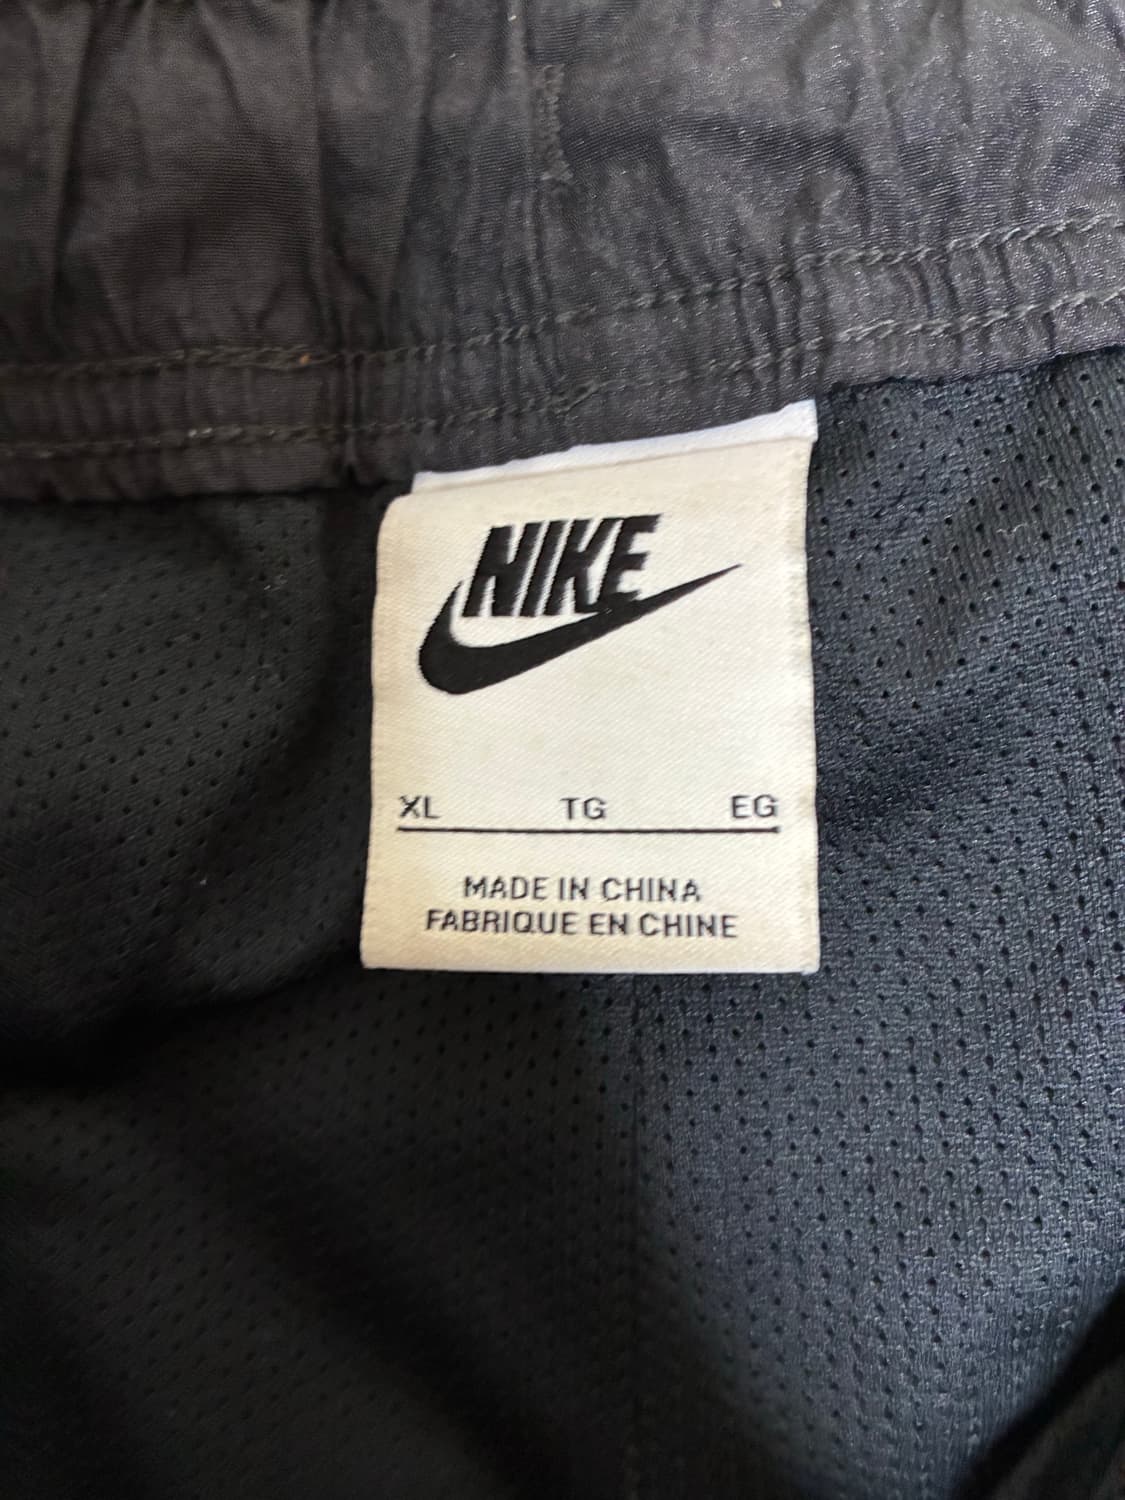 NIKE
XL TG EG
MADE IN CHINA
FABRIQUE EN CHINE